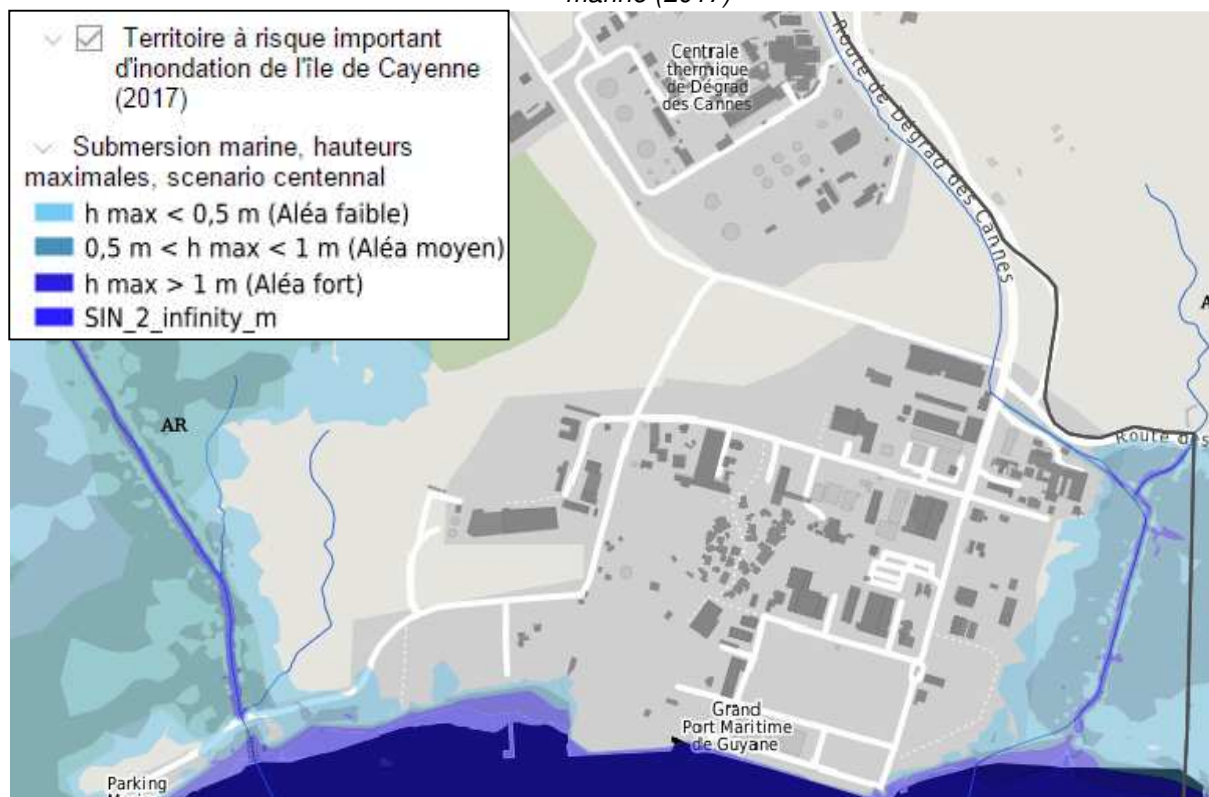 marine (2017)
Territoire à risque important
d'inondation de l'île de Cayenne
(2017)
Submersion marine, hauteurs
maximales, scenario centennal
h max < 0,5 m (Aléa faible)
0,5 m < h max < 1 m (Aléa moyen)
h max > 1 m (Aléa fort)
SIN_2_infinity_m
Centrale
thermique
de Dégrad
des Cannes
Route de Dégrad des Cannes
A
AR
Route des
Grand
Port Maritime
de Guyane
Parking